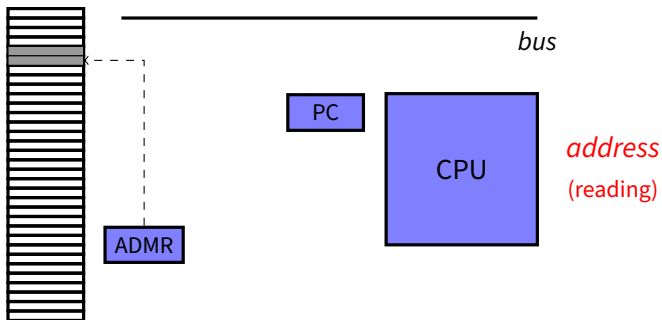 bus
PC
CPU
address
(reading)
ADMR